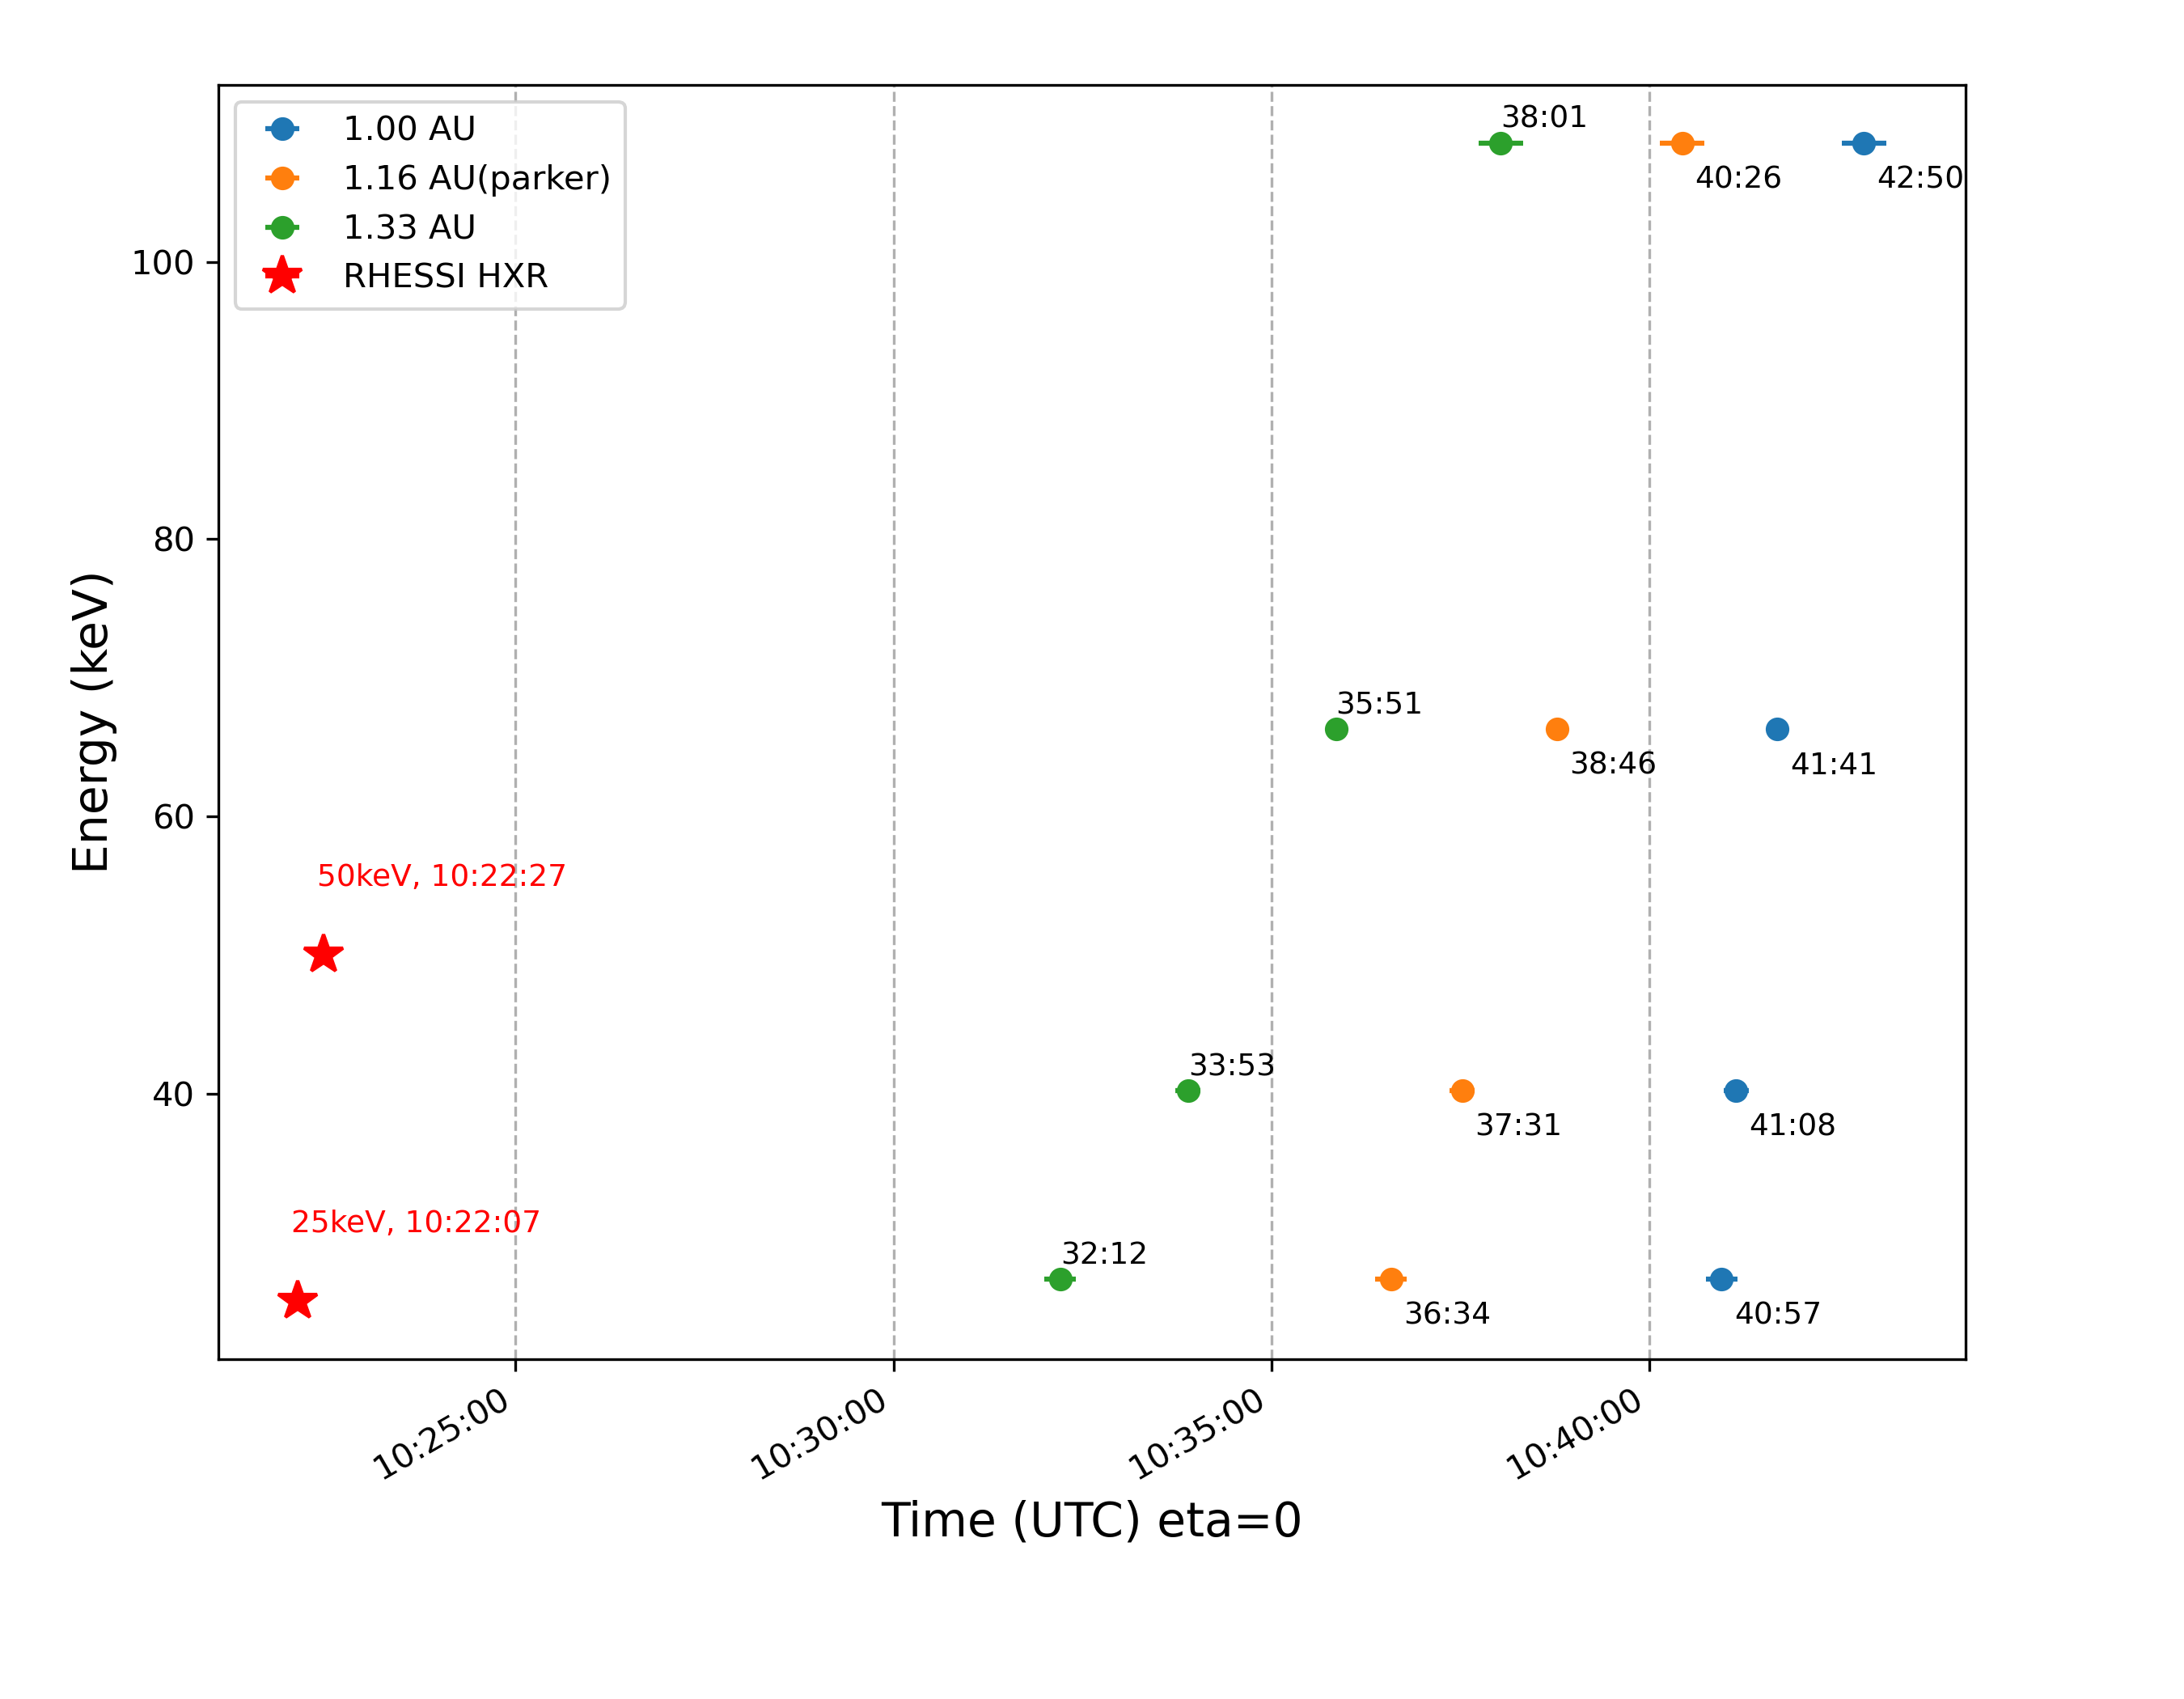 1.00 AU
1.16 AU(parker)
1.33 AU
RHESSI HXR
38:01
40:26
42:50
100
80
60
40
Energy (keV)
35:51
38:46
41:41
50keV, 10:22:27
33:53
37:31
41:08
25keV, 10:22:07
32:12
36:34
40:57
10:25:00
10:30:00
10:35:00
10:40:00
Time (UTC) eta=0